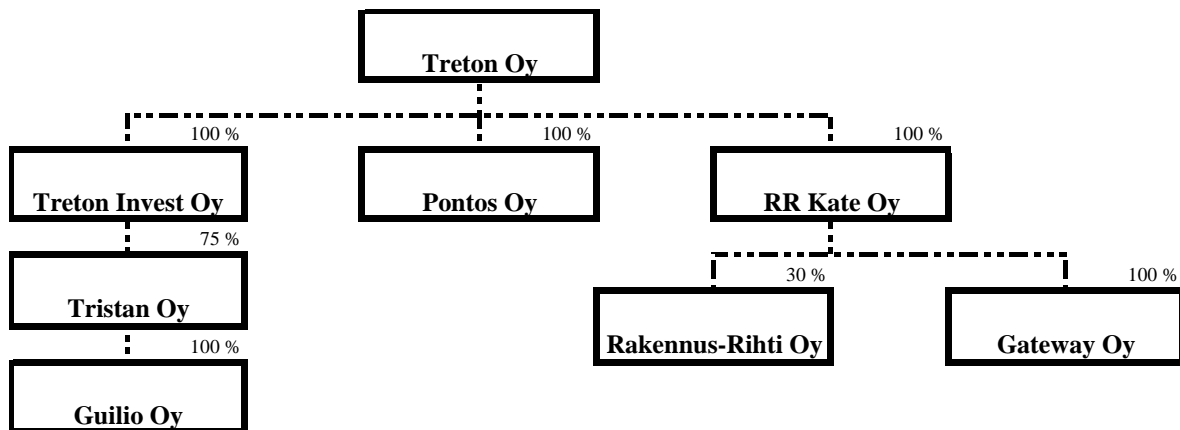 Treton Oy
100 %
100 %
100 %
Treton Invest Oy
Pontos Oy
RR Kate Oy
75 %
30 %
100 %
Tristan Oy
Rakennus-Rihti Oy
Gateway Oy
100 %
Guilio Oy